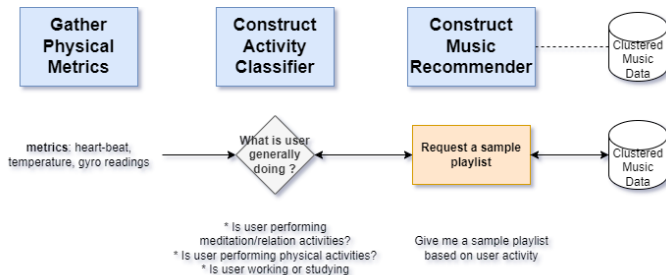 Gather
Physical
Metrics
Construct
Activity
Classifier
Construct
Music
Recommender
Clustered
Music
Data
metrics: heart-beat,
temperature, gyro readings
What is user
generally
doing ?
Request a sample
playlist
Clustered
Music
Data
* Is user performing
meditation/relation activities?
* Is user performing physical activities?
* Is user working or studying
Give me a sample playlist
based on user activity